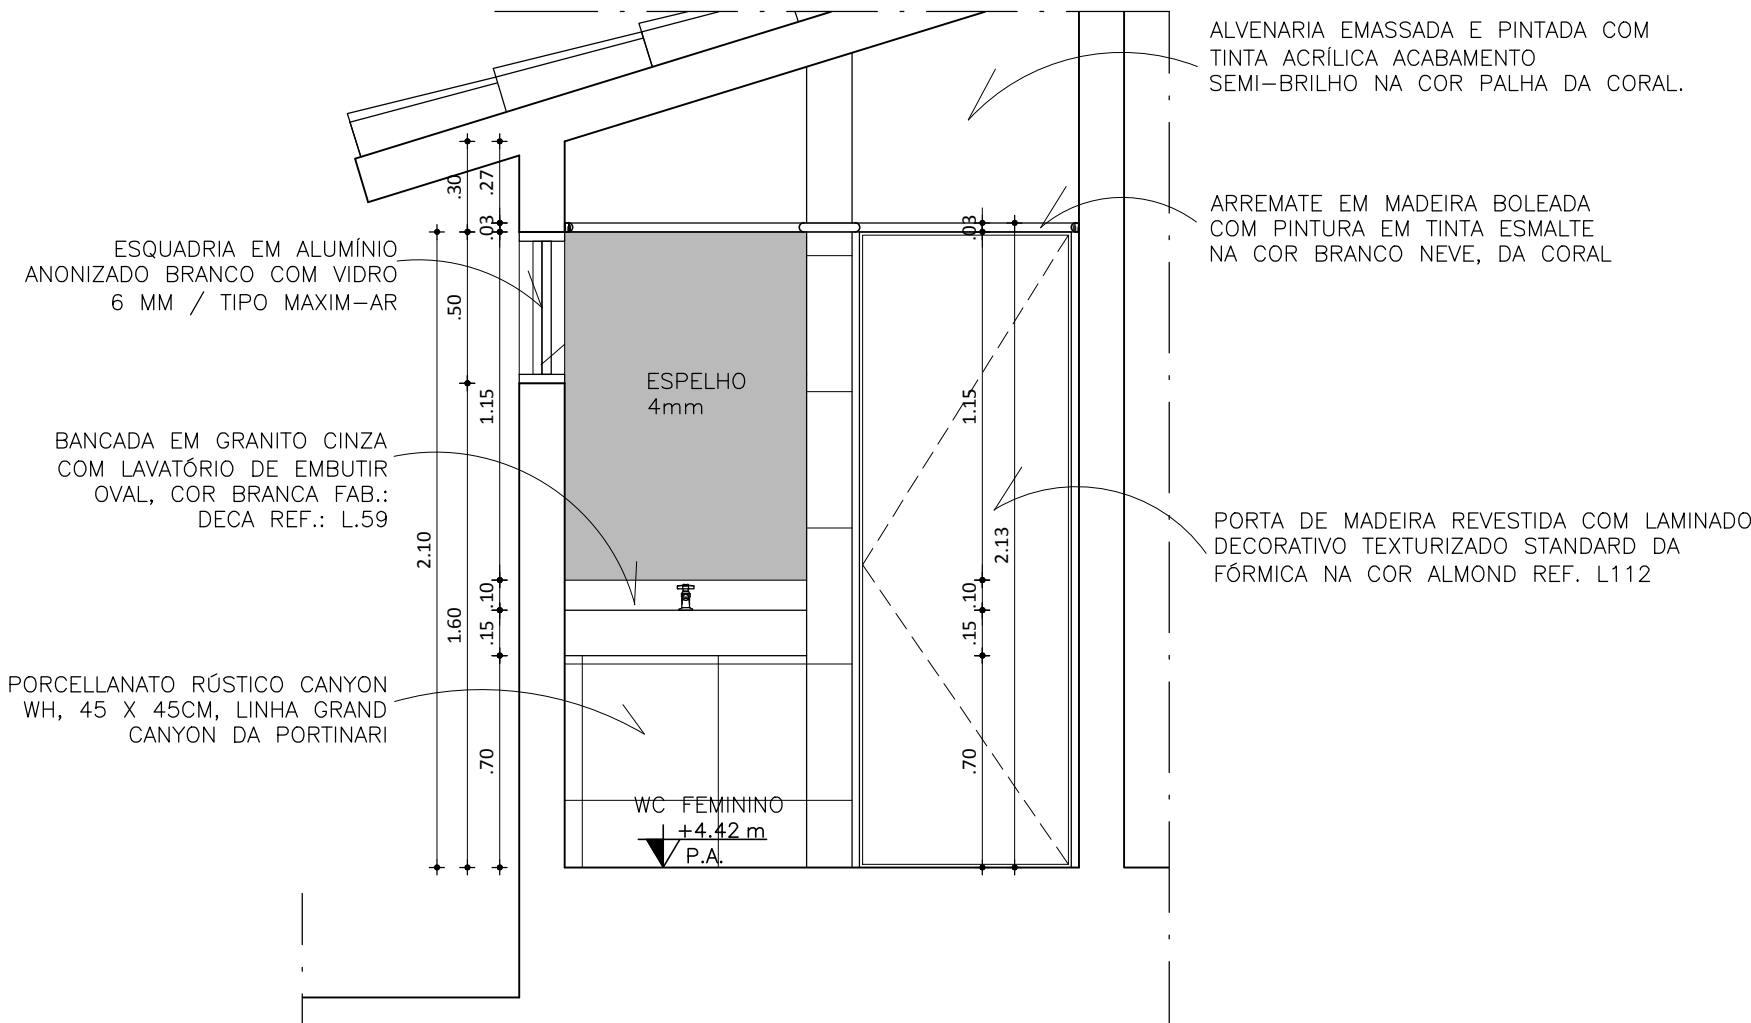 ALVENARIA EMASSADA E PINTADA COM
TINTA ACRÍLICA ACABAMENTO
SEMI-BRILHO NA COR PALHA DA CORAL.
ARREMATE EM MADEIRA BOLEADA
COM PINTURA EM TINTA ESMALTE
NA COR BRANCO NEVE, DA CORAL
ESQUADRIA EM ALUMÍNIO
ANONIZADO BRANCO COM VIDRO
6 MM / TIPO MAXIM-AR
ESPELHO
4mm
BANCADA EM GRANITO CINZA
COM LAVATÓRIO DE EMBUTIR
OVAL, COR BRANCA FAB.:
DECA REF.: L.59
PORTA DE MADEIRA REVESTIDA COM LAMINADO
DECORATIVO TEXTURIZADO STANDARD DA
FÓRMICA NA COR ALMOND REF. L112
PORCELLANATO RÚSTICO CANYON
WH, 45 X 45CM, LINHA GRAND
CANYON DA PORTINARI
WC FEMININO
+4.42 m
P.A.
2.10
.30
.50
1.60
.27
.03
1.15
.10
.15
.70
.03
1.15
.10
.15
.70
2.13